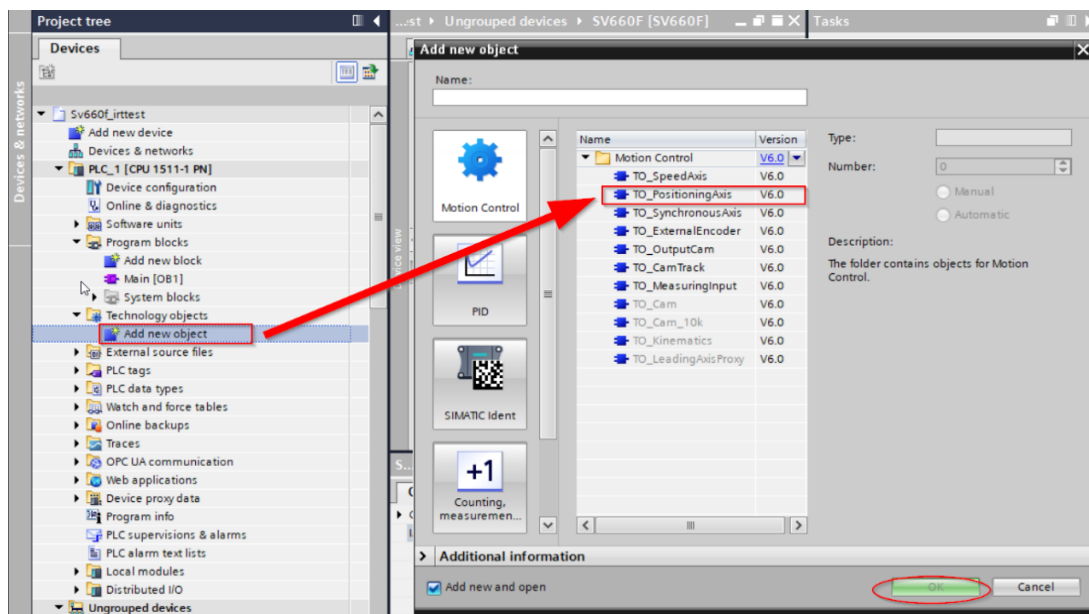 Project tree
Devices
Devices & networks
Sv660f_irttest
Add new device
Devices & networks
PLC_1 [CPU 1511-1 PN]
Device configuration
Online & diagnostics
Software units
Program blocks
Add new block
Main [OB1]
System blocks
Technology objects
Add new object
External source files
PLC tags
PLC data types
Watch and force tables
Online backups
Traces
OPC UA communication
Web applications
Device proxy data
Program info
PLC supervisions & alarms
PLC alarm text lists
Local modules
Distributed I/O
Ungrouped devices
...st ▸ Ungrouped devices ▸ SV660F [SV660F]
Tasks
Add new object
Name:
Motion Control
PID
SIMATIC Ident
+1
Counting,
measuremen...
Name Version
Motion Control V6.0
TO_SpeedAxis V6.0
TO_PositioningAxis V6.0
TO_SynchronousAxis V6.0
TO_ExternalEncoder V6.0
TO_OutputCam V6.0
TO_CamTrack V6.0
TO_MeasuringInput V6.0
TO_Cam V6.0
TO_Cam_10k V6.0
TO_Kinematics V6.0
TO_LeadingAxisProxy V6.0
Type:
Number: 0
Manual
Automatic
Description:
The folder contains objects for Motion
Control.
Additional information
Add new and open
OK Cancel